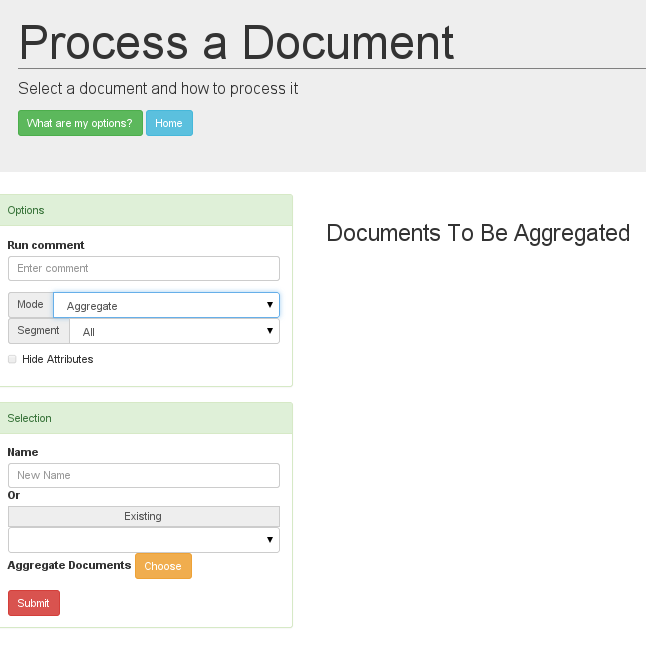 Process a Document
Select a document and how to process it
What are my options? Home
Options
Run comment
Enter comment
Mode Aggregate
Segment All
Hide Attributes
Documents To Be Aggregated
Selection
Name
New Name
Or
Existing
Aggregate Documents Choose
Submit